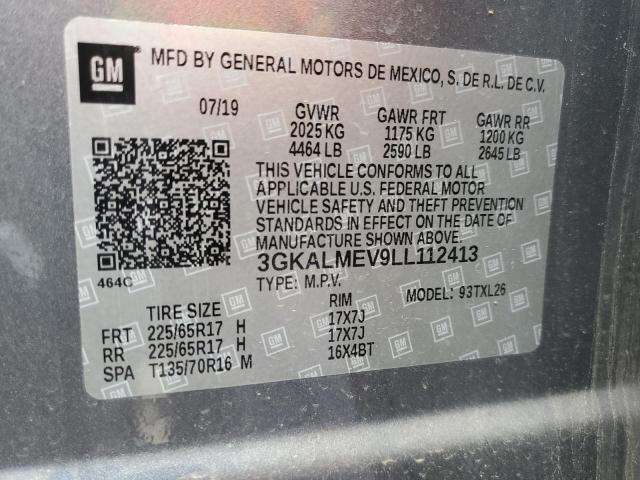 GM
MFD BY GENERAL MOTORS DE MEXICO, S. DE R.L. DE C.V.
07/19 GVWR GAWR FRT GAWR RR
2025 KG 1175 KG 1200 KG
4464 LB 2590 LB 2645 LB
THIS VEHICLE CONFORMS TO ALL
APPLICABLE U.S. FEDERAL MOTOR
VEHICLE SAFETY AND THEFT PREVENTION
STANDARDS IN EFFECT ON THE DATE OF
MANUFACTURE SHOWN ABOVE.
3GKALMEV9LL112413
464C TYPE: M.P.V. MODEL: 93TXL26
TIRE SIZE RIM
FRT 225/65R17 H 17X7J
RR 225/65R17 H 17X7J
SPA T135/70R16 M 16X4BT